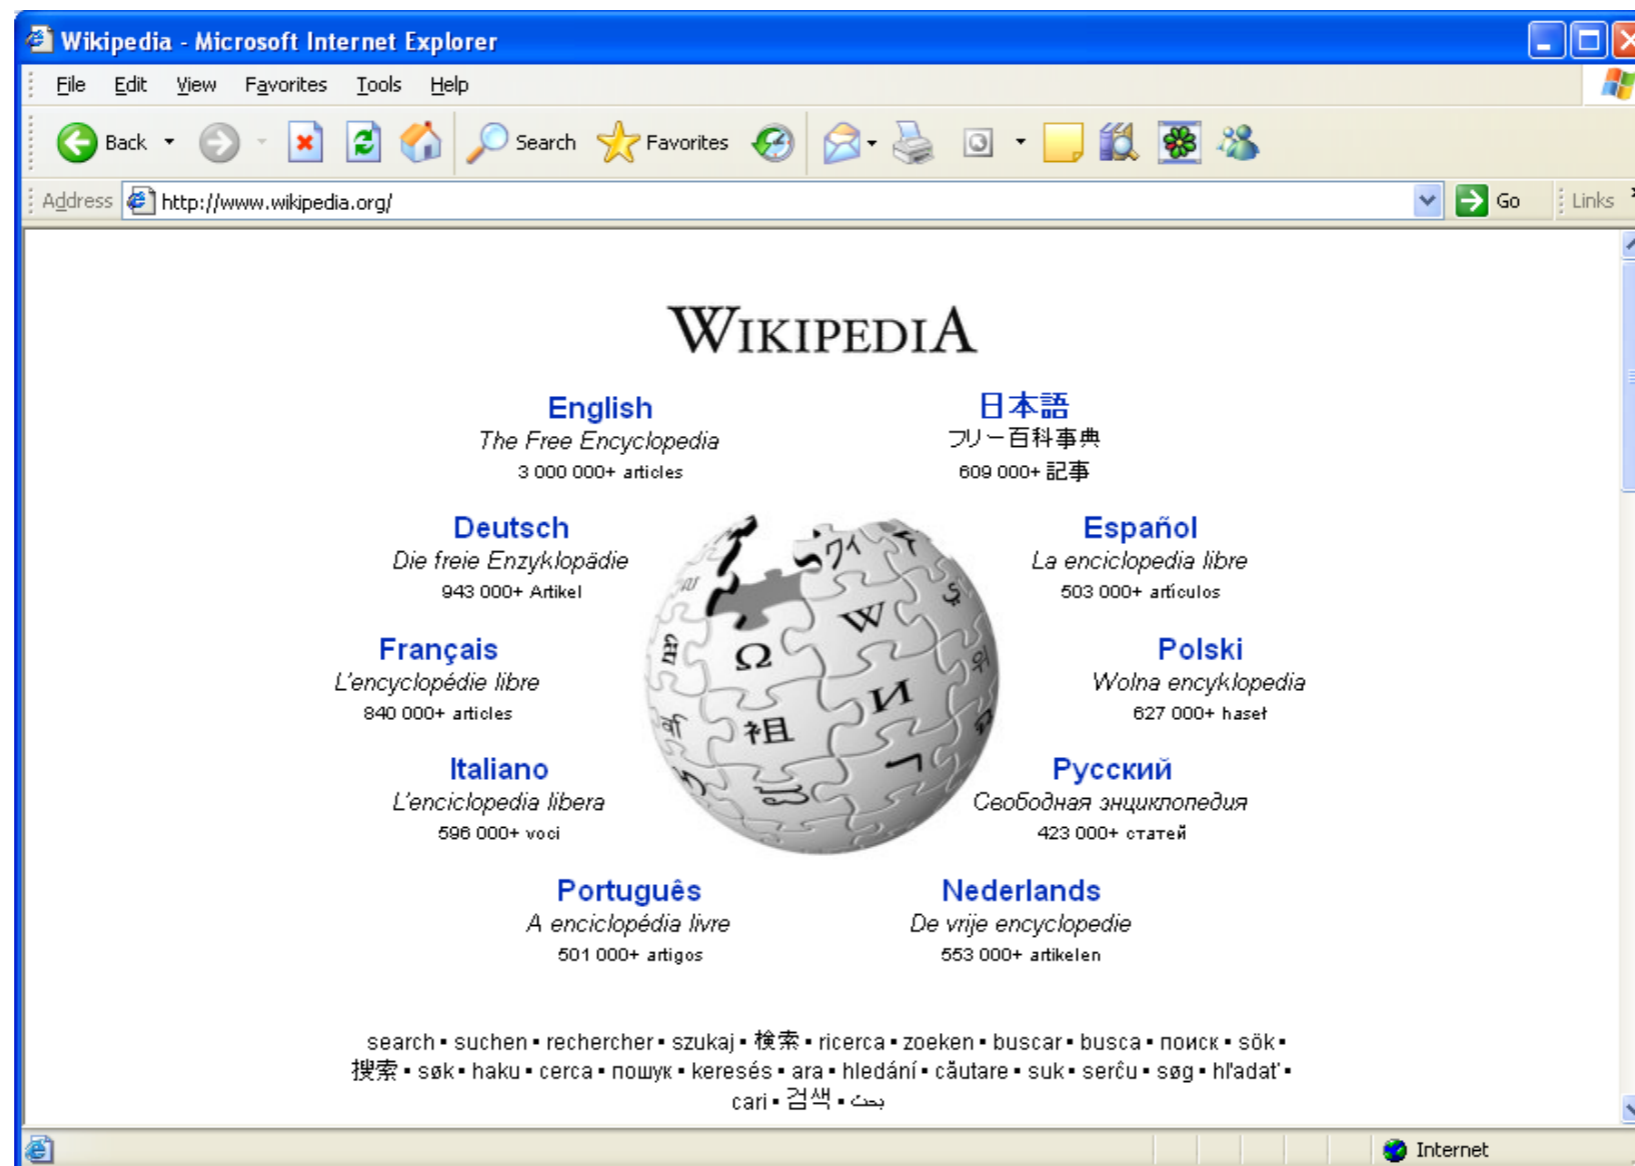 Wikipedia - Microsoft Internet Explorer
File Edit View Favorites Tools Help
Back Search Favorites
Address http://www.wikipedia.org/ Go Links
WIKIPEDIA
English 日本語
The Free Encyclopedia フリー百科事典
3 000 000+ articles 609 000+ 記事
Deutsch Español
Die freie Enzyklopädie La enciclopedia libre
943 000+ Artikel 503 000+ artículos
Français Polski
L'encyclopédie libre Wolna encyklopedia
840 000+ articles 627 000+ haseł
Italiano Русский
L'enciclopedia libera Свободная энциклопедия
596 000+ voci 423 000+ статей
Português Nederlands
A enciclopédia livre De vrije encyclopedie
501 000+ artigos 553 000+ artikelen
Ω W И 祖
search ▪ suchen ▪ rechercher ▪ szukaj ▪ 検索 ▪ ricerca ▪ zoeken ▪ buscar ▪ busca ▪ поиск ▪ sök ▪
搜索 ▪ søk ▪ haku ▪ cerca ▪ пошук ▪ keresés ▪ ara ▪ hledání ▪ căutare ▪ suk ▪ serĉu ▪ søg ▪ hľadať ▪
cari ▪ 검색 ▪ بحث
Internet